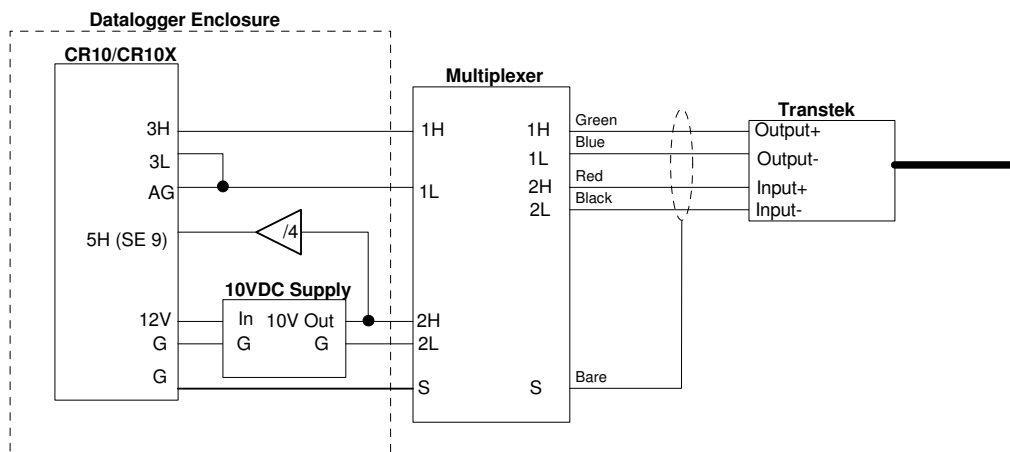 Datalogger Enclosure
CR10/CR10X
Multiplexer
Transtek
3H
3L
AG
5H (SE 9)
/4
10VDC Supply
12V
G
G
In
10V Out
G
G
1H
1L
2H
2L
S
1H
1L
2H
2L
S
Green
Blue
Red
Black
Bare
Output+
Output-
Input+
Input-